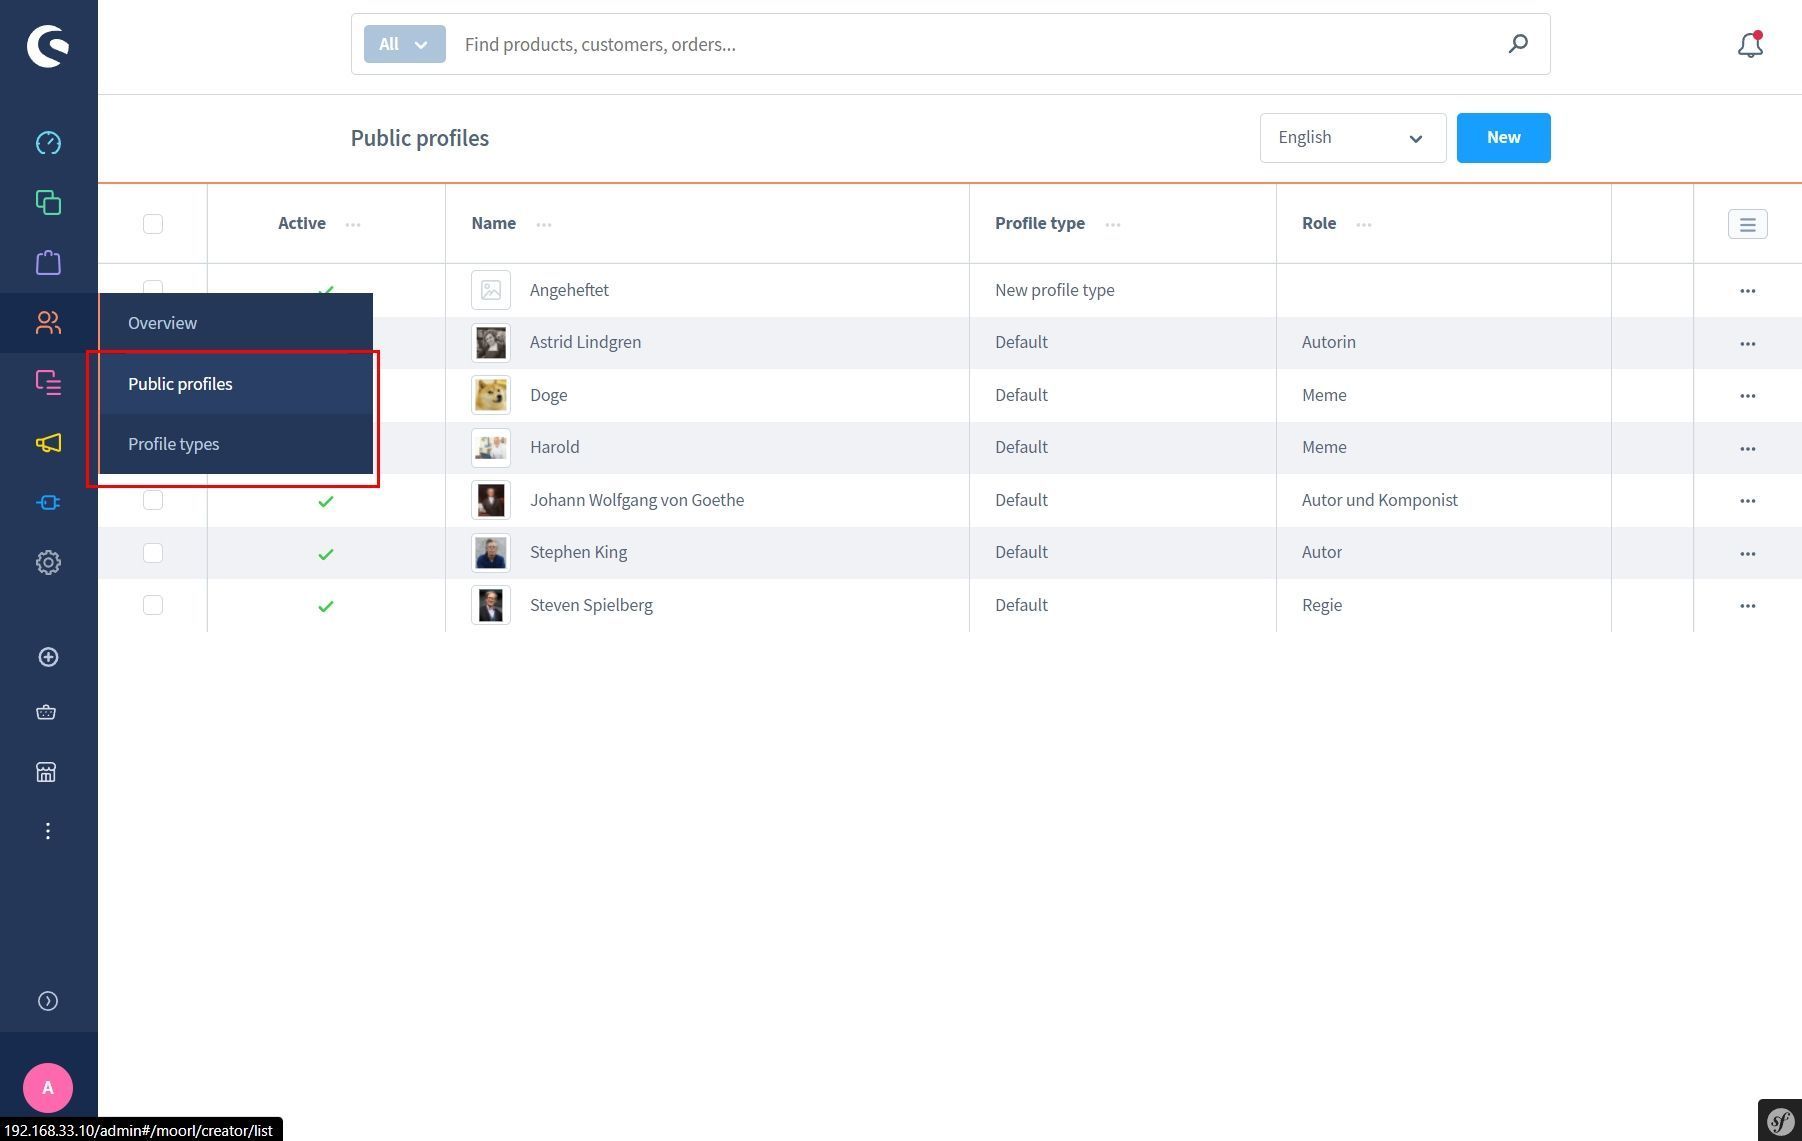 All
Find products, customers, orders...
Public profiles
English
New
Active
Name
Profile type
Role
Angeheftet
New profile type
Overview
Astrid Lindgren
Default
Autorin
Public profiles
Doge
Default
Meme
Profile types
Harold
Default
Meme
Johann Wolfgang von Goethe
Default
Autor und Komponist
Stephen King
Default
Autor
Steven Spielberg
Default
Regie
A
192.168.33.10/admin#/moorl/creator/list
sf